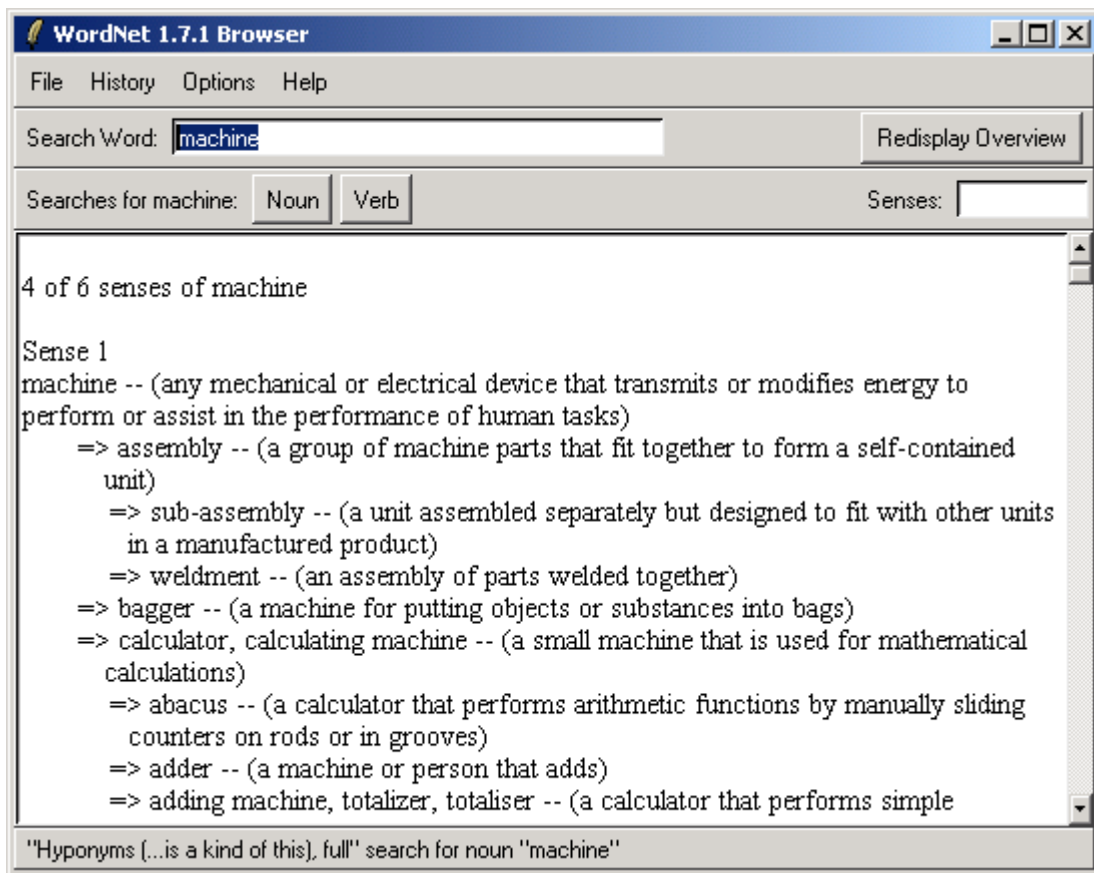 WordNet 1.7.1 Browser
File History Options Help
Search Word: machine Redisplay Overview
Searches for machine: Noun Verb Senses:
4 of 6 senses of machine
Sense 1
machine -- (any mechanical or electrical device that transmits or modifies energy to
perform or assist in the performance of human tasks)
=> assembly -- (a group of machine parts that fit together to form a self-contained
unit)
=> sub-assembly -- (a unit assembled separately but designed to fit with other units
in a manufactured product)
=> weldment -- (an assembly of parts welded together)
=> bagger -- (a machine for putting objects or substances into bags)
=> calculator, calculating machine -- (a small machine that is used for mathematical
calculations)
=> abacus -- (a calculator that performs arithmetic functions by manually sliding
counters on rods or in grooves)
=> adder -- (a machine or person that adds)
=> adding machine, totalizer, totaliser -- (a calculator that performs simple
"Hyponyms (...is a kind of this), full" search for noun "machine"